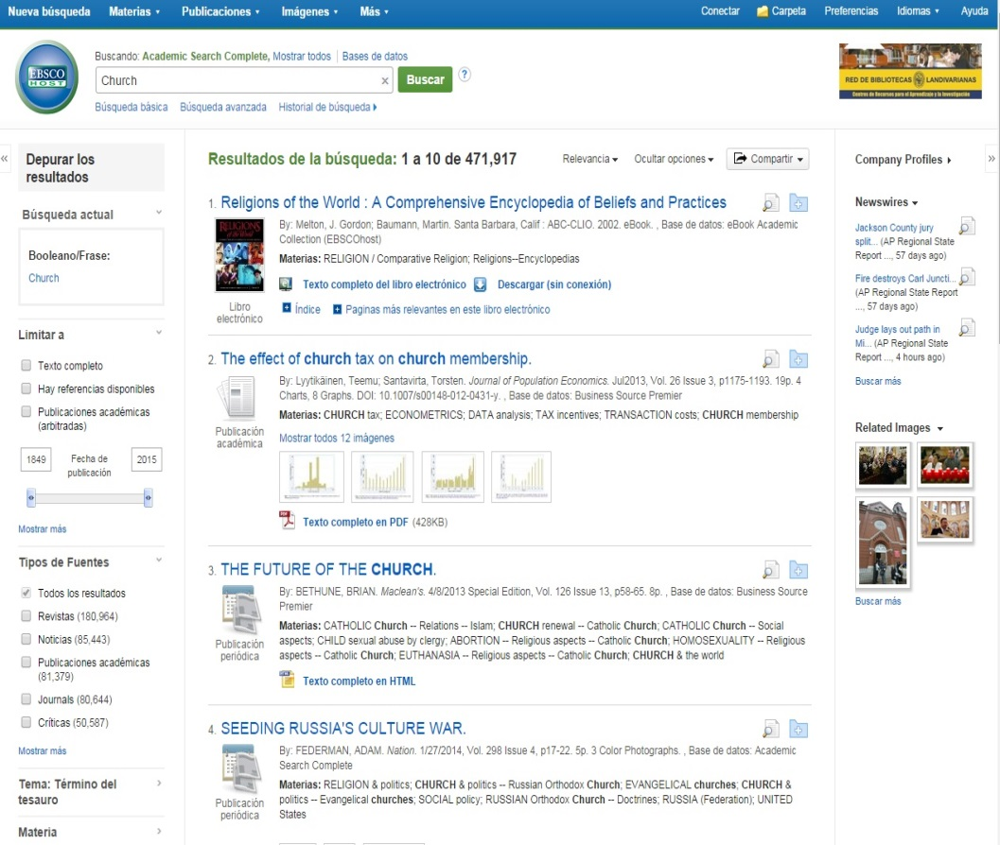 Nueva búsqueda Materias Publicaciones Imágenes Más Conectar Carpeta Preferencias Idiomas Ayuda
EBSCO
HOST
Buscando: Academic Search Complete, Mostrar todos Bases de datos
Church × Buscar ?
Búsqueda básica Búsqueda avanzada Historial de búsqueda
RED DE BIBLIOTECAS LANDIVARIANAS
Centros de Recursos para el Aprendizaje y la Investigación
«
Depurar los
resultados
Búsqueda actual
Booleano/Frase:
Church
Limitar a
Texto completo
Hay referencias disponibles
Publicaciones académicas
(arbitradas)
1849 Fecha de 2015
publicación
Mostrar más
Tipos de Fuentes
Todos los resultados
Revistas (180,964)
Noticias (85,443)
Publicaciones académicas
(81,379)
Journals (80,644)
Críticas (50,587)
Mostrar más
Tema: Término del
tesauro
Materia
Resultados de la búsqueda: 1 a 10 de 471,917 Relevancia Ocultar opciones Compartir
1. Religions of the World : A Comprehensive Encyclopedia of Beliefs and Practices
RELIGIONS
By: Melton, J. Gordon; Baumann, Martin. Santa Barbara, Calif : ABC-CLIO. 2002. eBook. , Base de datos: eBook Academic
Collection (EBSCOhost)
Materias: RELIGION / Comparative Religion; Religions--Encyclopedias
Texto completo del libro electrónico Descargar (sin conexión)
Índice Paginas más relevantes en este libro electrónico
Libro
electrónico
2. The effect of church tax on church membership.
By: Lyytikäinen, Teemu; Santavirta, Torsten. Journal of Population Economics. Jul2013, Vol. 26 Issue 3, p1175-1193. 19p. 4
Charts, 8 Graphs. DOI: 10.1007/s00148-012-0431-y. , Base de datos: Business Source Premier
Materias: CHURCH tax; ECONOMETRICS; DATA analysis; TAX incentives; TRANSACTION costs; CHURCH membership
Publicación
académica
Mostrar todos 12 imágenes
Texto completo en PDF (428KB)
3. THE FUTURE OF THE CHURCH.
By: BETHUNE, BRIAN. Maclean's. 4/8/2013 Special Edition, Vol. 126 Issue 13, p58-65. 8p. , Base de datos: Business Source
Premier
Materias: CATHOLIC Church -- Relations -- Islam; CHURCH renewal -- Catholic Church; CATHOLIC Church -- Social
aspects; CHILD sexual abuse by clergy; ABORTION -- Religious aspects -- Catholic Church; HOMOSEXUALITY -- Religious
aspects -- Catholic Church; EUTHANASIA -- Religious aspects -- Catholic Church; CHURCH & the world
Publicación
periódica
Texto completo en HTML
4. SEEDING RUSSIA'S CULTURE WAR.
By: FEDERMAN, ADAM. Nation. 1/27/2014, Vol. 298 Issue 4, p17-22. 5p. 3 Color Photographs. , Base de datos: Academic
Search Complete
Materias: RELIGION & politics; CHURCH & politics -- Russian Orthodox Church; EVANGELICAL churches; CHURCH &
politics -- Evangelical churches; SOCIAL policy; RUSSIAN Orthodox Church -- Doctrines; RUSSIA (Federation); UNITED
States
Publicación
periódica
»
Company Profiles
Newswires
Jackson County jury
split... (AP Regional State
Report ..., 57 days ago)
Fire destroys Carl Juncti...
(AP Regional State Report
..., 57 days ago)
Judge lays out path in
Mi... (AP Regional State
Report ..., 4 hours ago)
Buscar más
Related Images
Buscar más